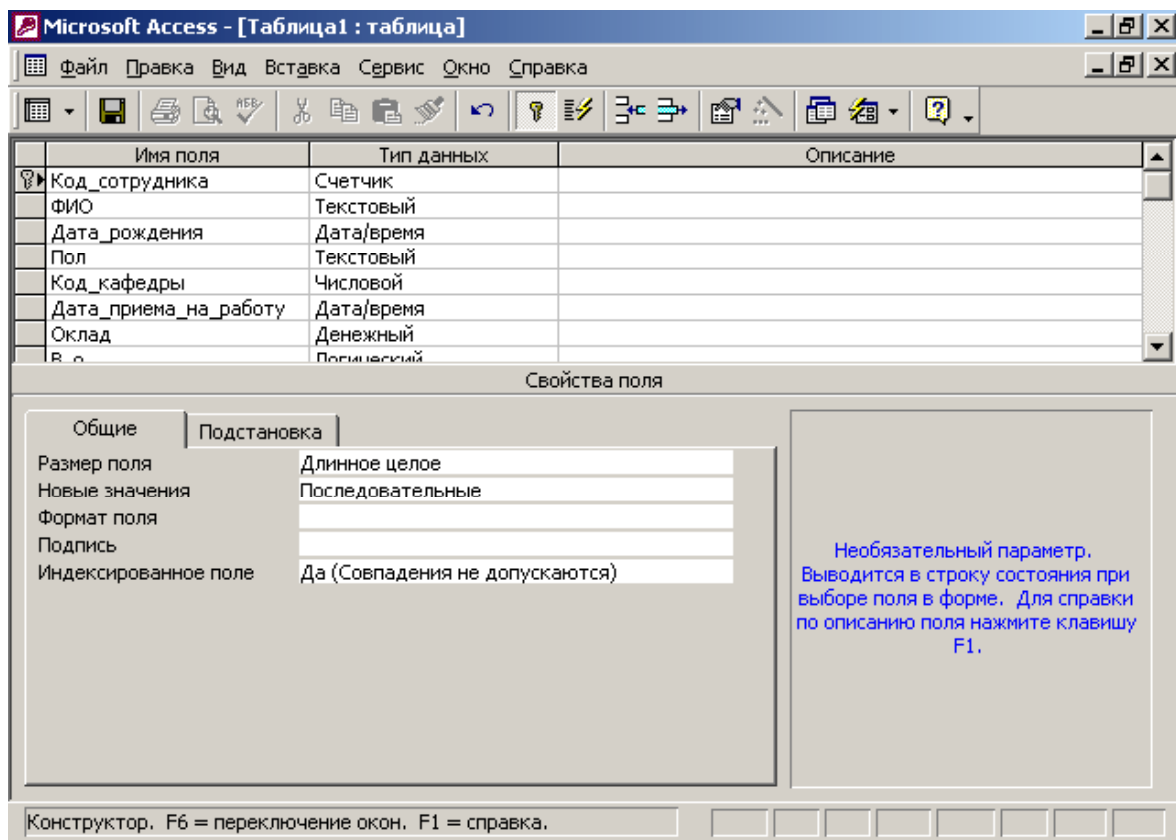 Microsoft Access - [Таблица1 : таблица]
Файл Правка Вид Вставка Сервис Окно Справка
Имя поля Тип данных Описание
Код_сотрудника Счетчик
ФИО Текстовый
Дата_рождения Дата/время
Пол Текстовый
Код_кафедры Числовой
Дата_приема_на_работу Дата/время
Оклад Денежный
Логический
Свойства поля
Общие Подстановка
Размер поля Длинное целое
Новые значения Последовательные
Формат поля
Подпись
Индексированное поле Да (Совпадения не допускаются)
Необязательный параметр.
Выводится в строку состояния при
выборе поля в форме. Для справки
по описанию поля нажмите клавишу
F1.
Конструктор. F6 = переключение окон. F1 = справка.